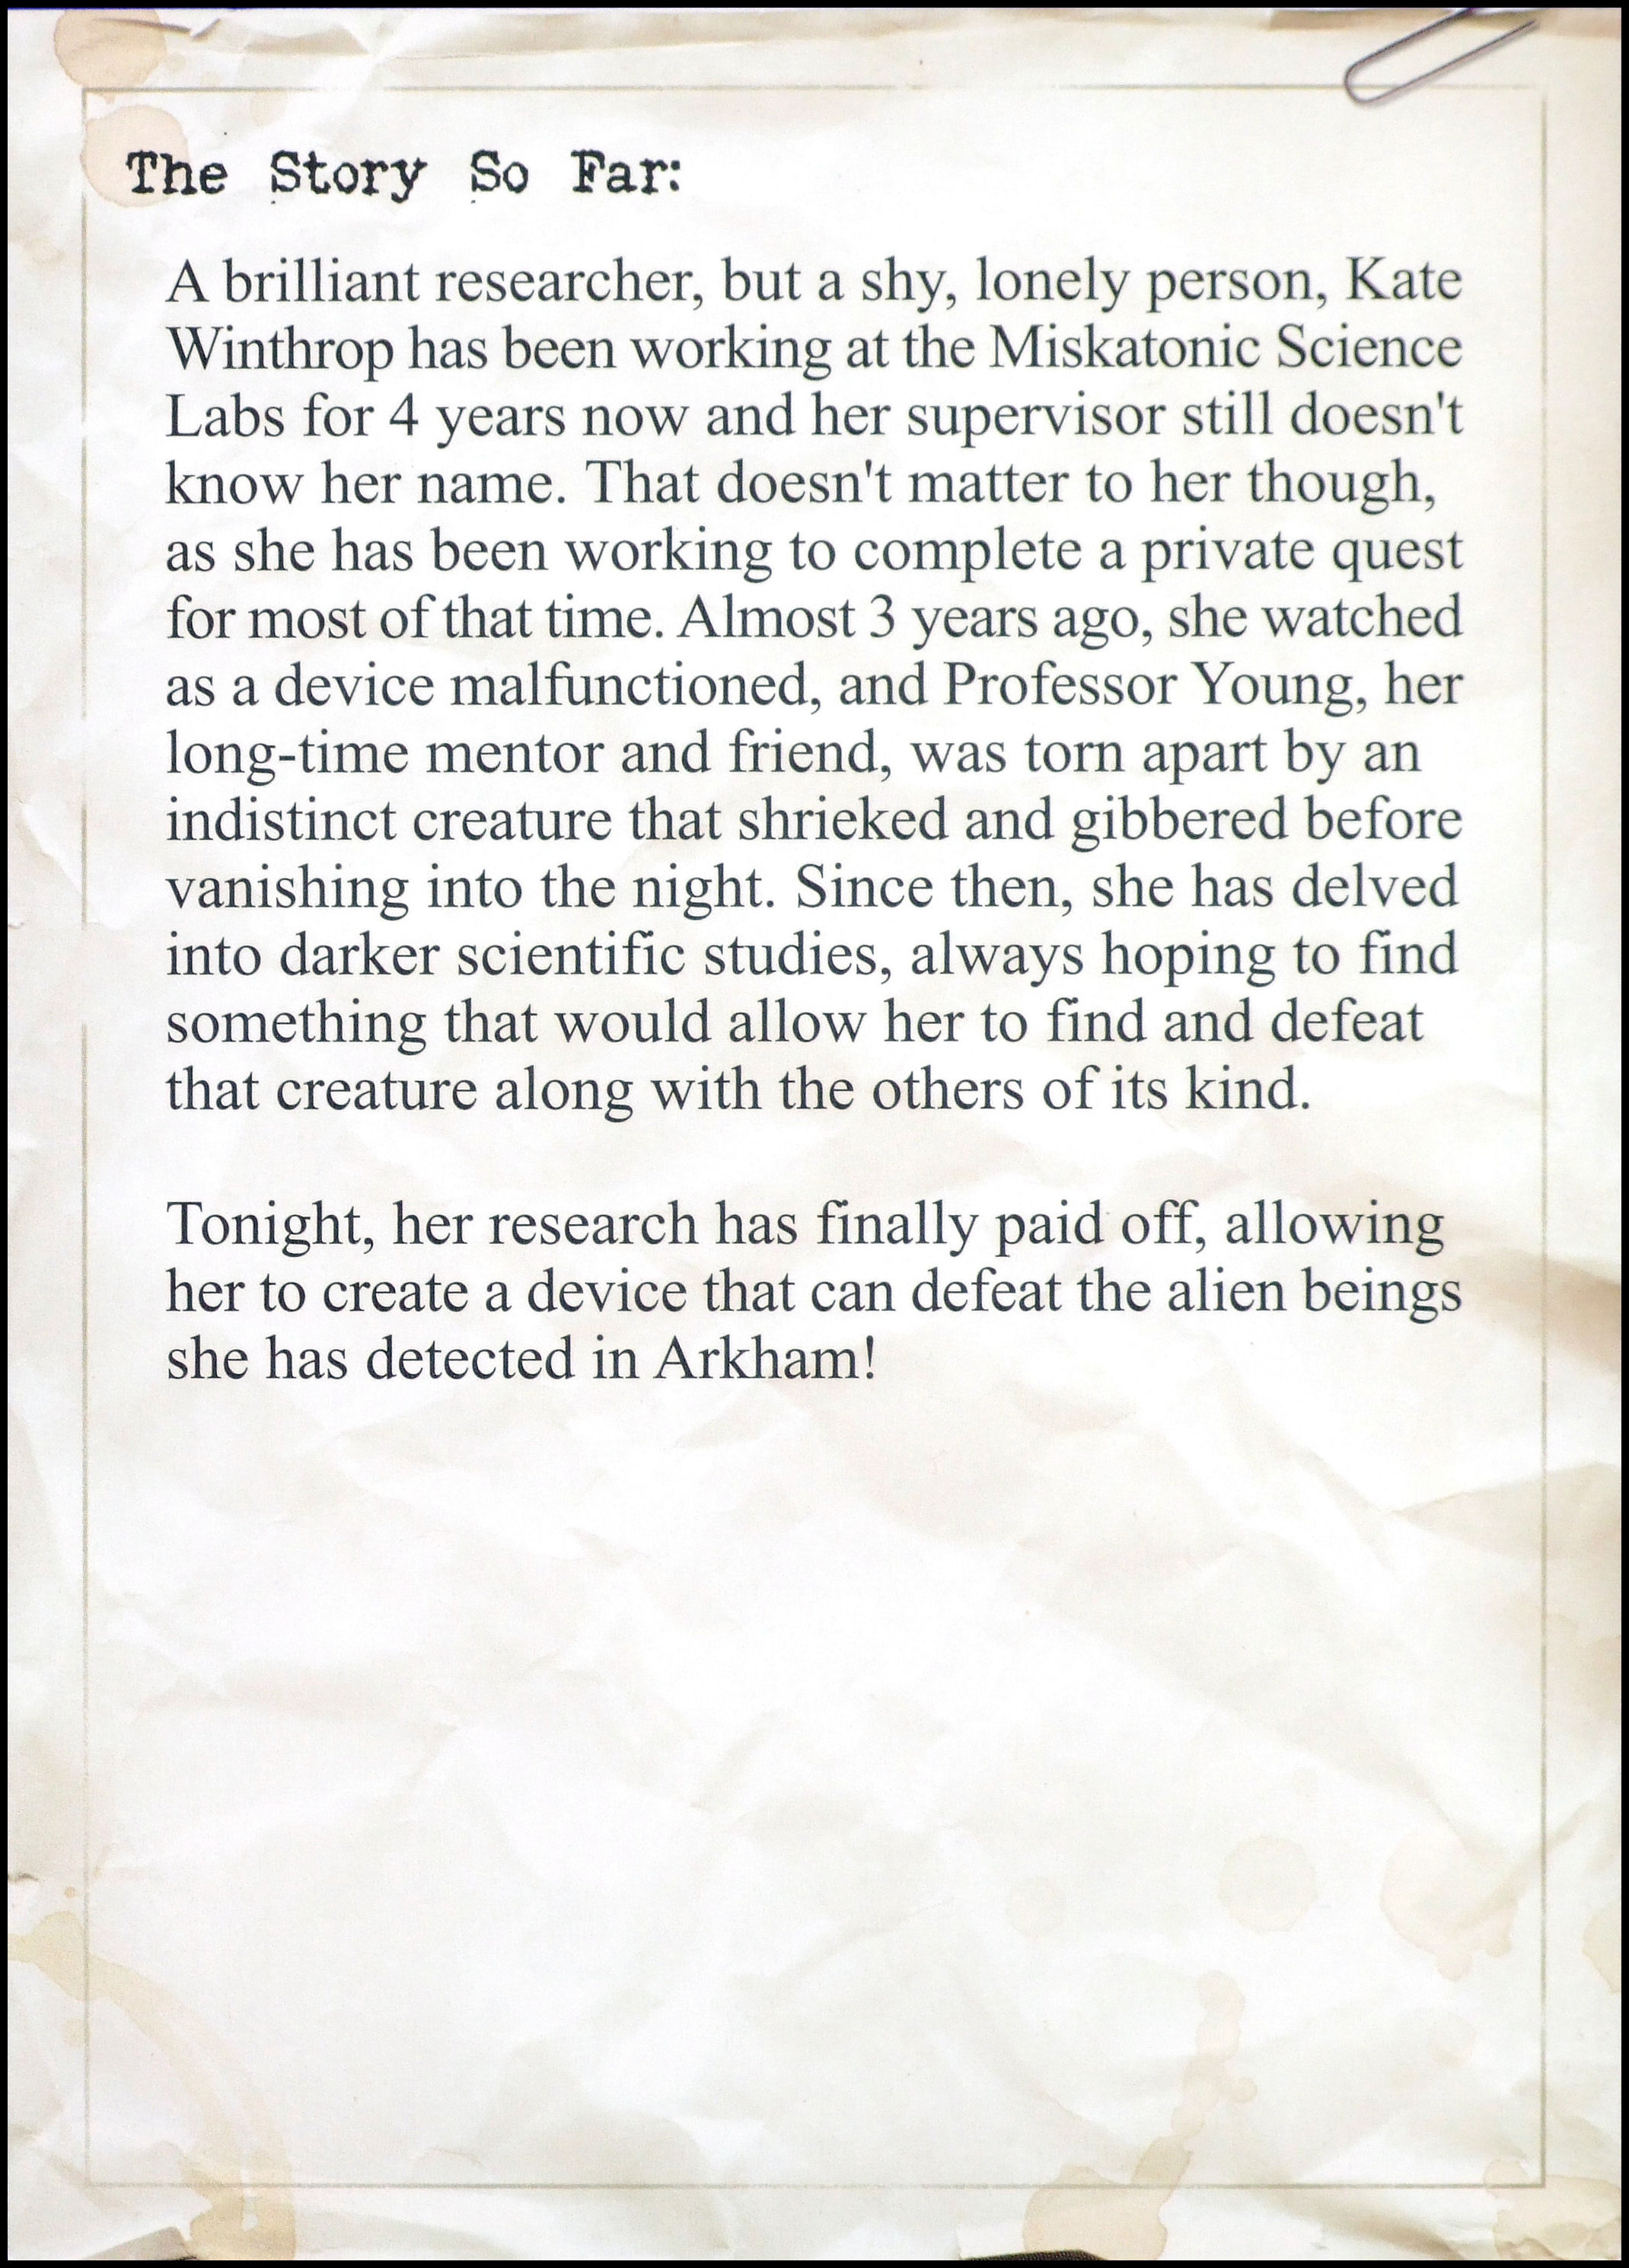 The Story So Far:
A brilliant researcher, but a shy, lonely person, Kate
Winthrop has been working at the Miskatonic Science
Labs for 4 years now and her supervisor still doesn't
know her name. That doesn't matter to her though,
as she has been working to complete a private quest
for most of that time. Almost 3 years ago, she watched
as a device malfunctioned, and Professor Young, her
long-time mentor and friend, was torn apart by an
indistinct creature that shrieked and gibbered before
vanishing into the night. Since then, she has delved
into darker scientific studies, always hoping to find
something that would allow her to find and defeat
that creature along with the others of its kind.
Tonight, her research has finally paid off, allowing
her to create a device that can defeat the alien beings
she has detected in Arkham!